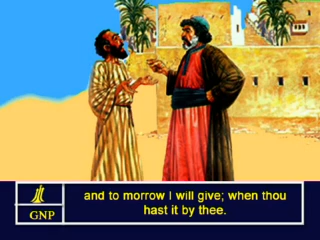 and to morrow I will give; when thou
hast it by thee.
GNP